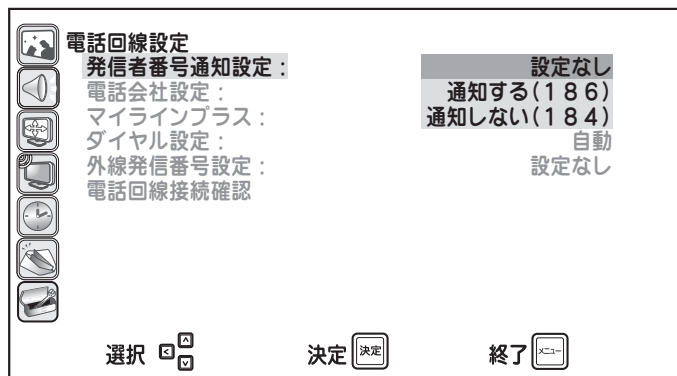 電話回線設定
発信者番号通知設定： 設定なし
電話会社設定： 通知する(１８６)
マイラインプラス： 通知しない(１８４)
ダイヤル設定： 自動
外線発信番号設定： 設定なし
電話回線接続確認
選択 決定 決定 終了 メニュー